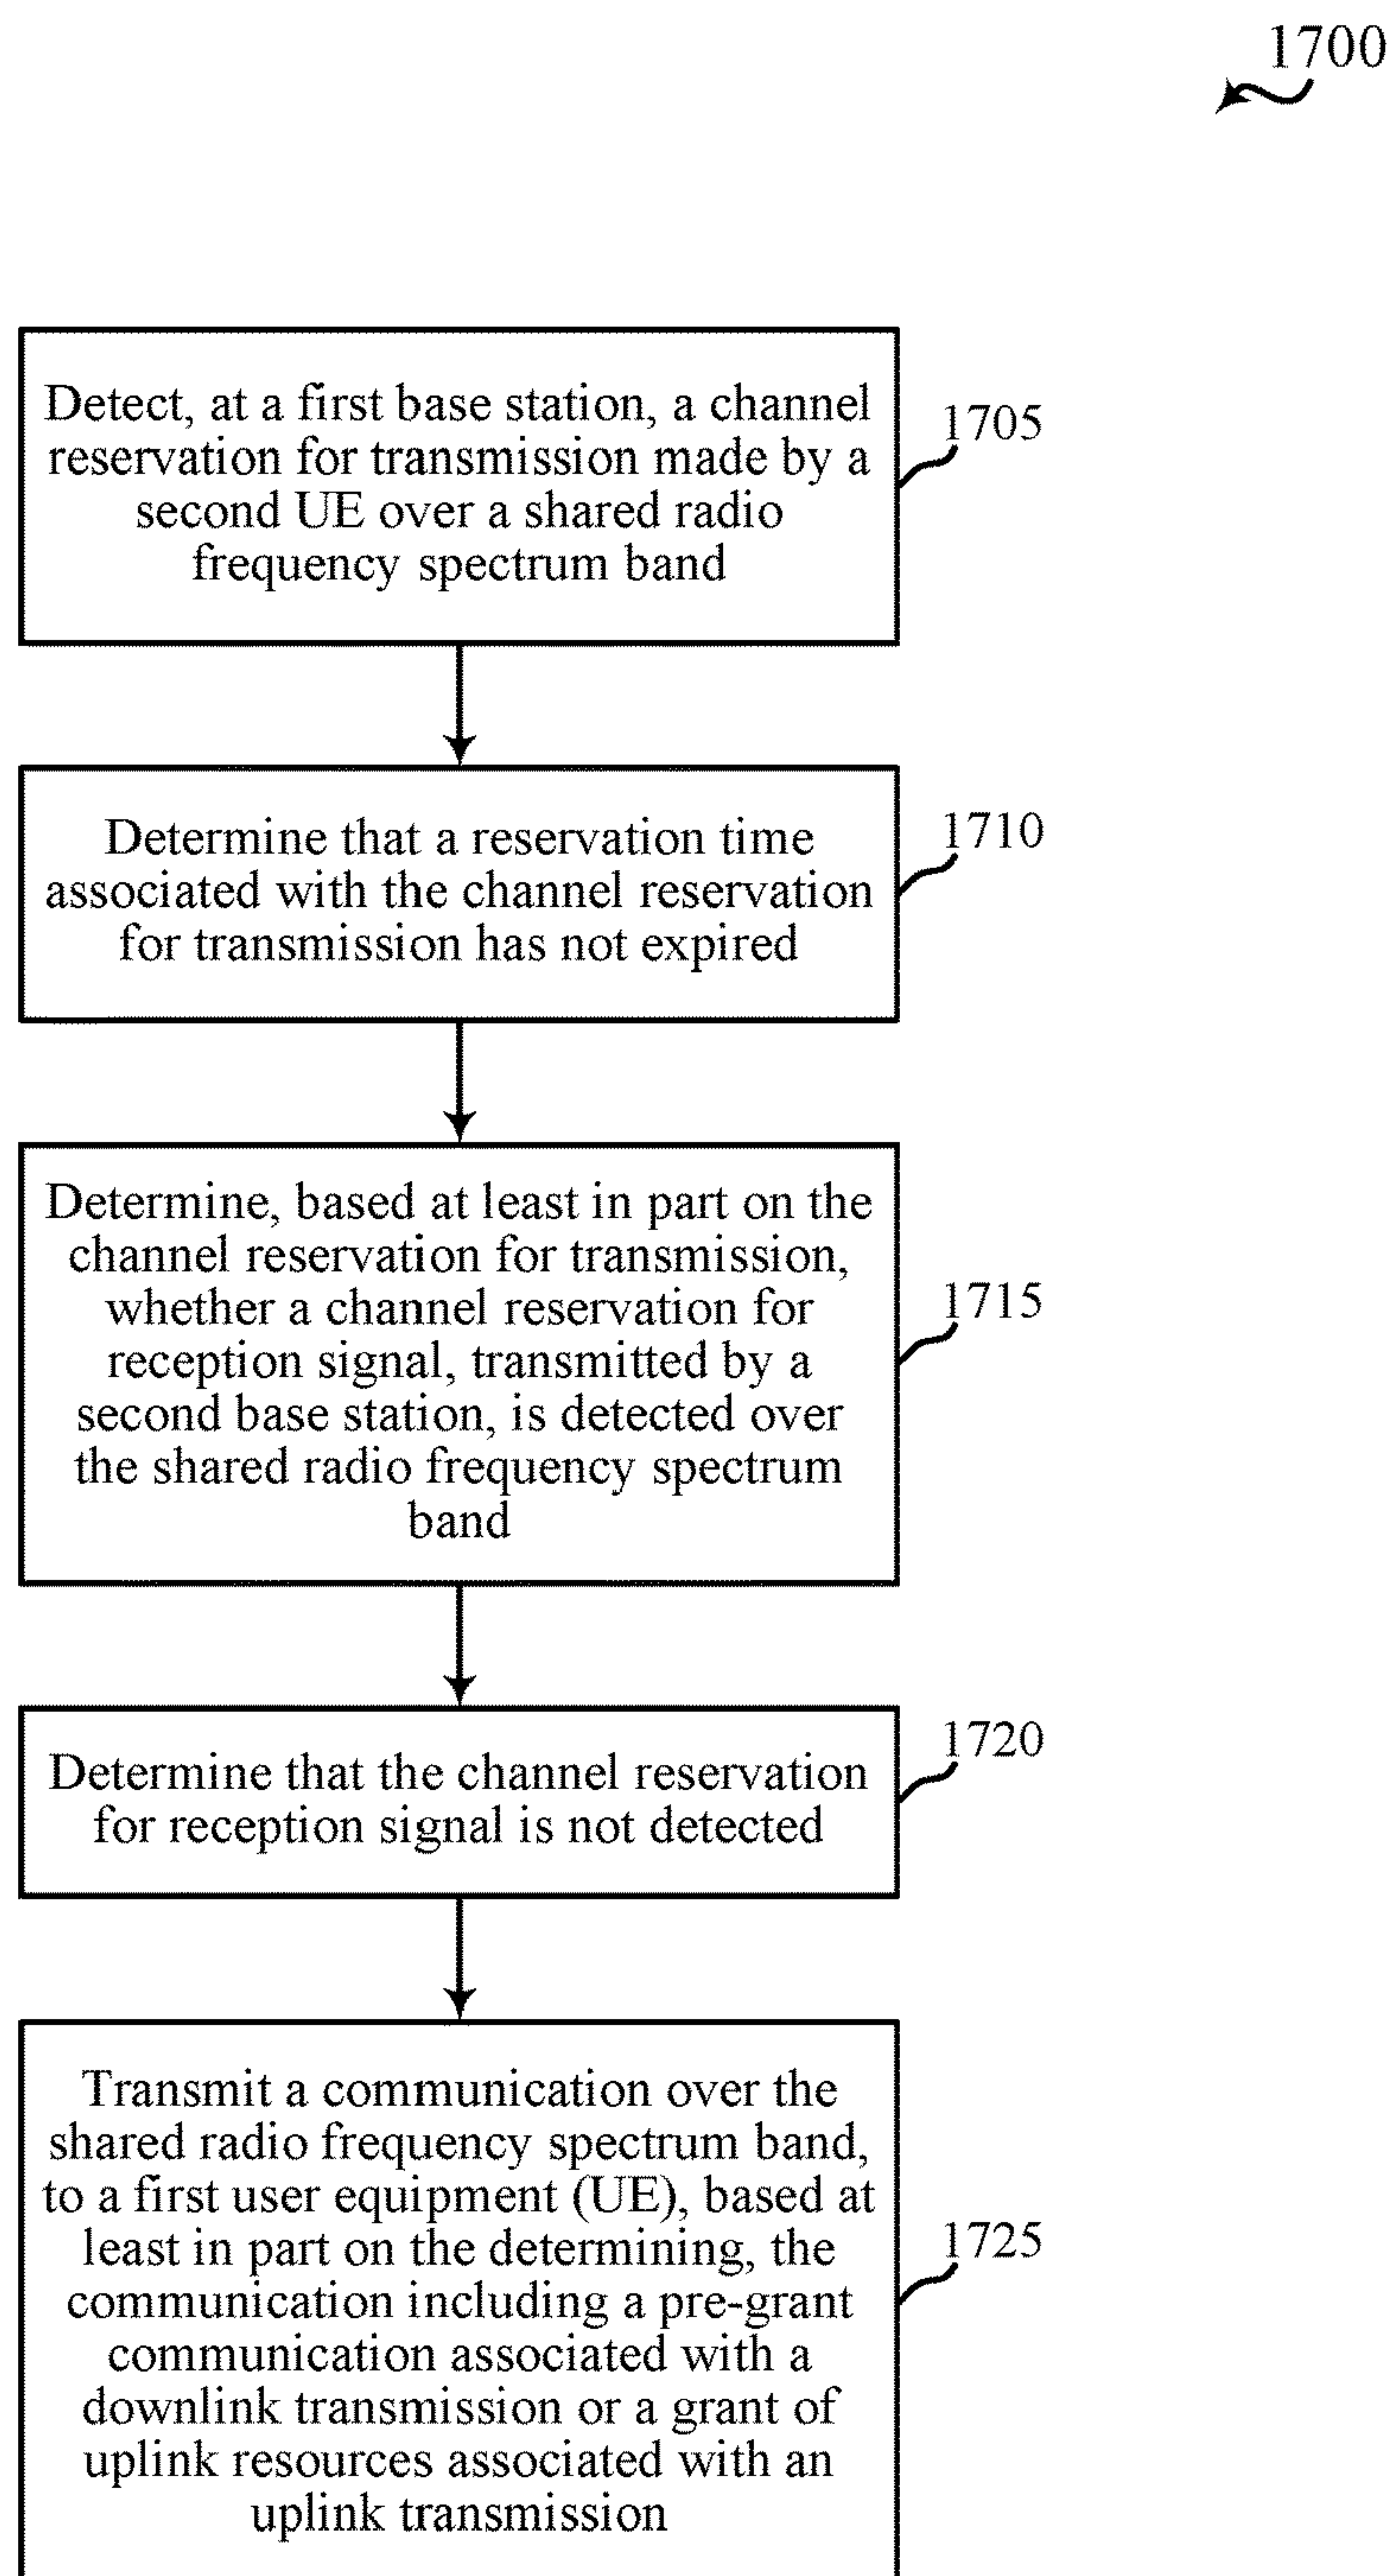 1700
Detect, at a first base station, a channel
reservation for transmission made by a
second UE over a shared radio
frequency spectrum band
1705
Determine that a reservation time
associated with the channel reservation
for transmission has not expired
1710
Determine, based at least in part on the
channel reservation for transmission,
whether a channel reservation for
reception signal, transmitted by a
second base station, is detected over
the shared radio frequency spectrum
band
1715
Determine that the channel reservation
for reception signal is not detected
1720
Transmit a communication over the
shared radio frequency spectrum band,
to a first user equipment (UE), based at
least in part on the determining, the
communication including a pre-grant
communication associated with a
downlink transmission or a grant of
uplink resources associated with an
uplink transmission
1725